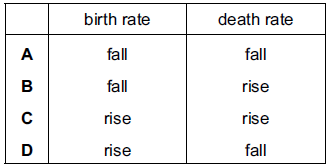 birth rate death rate
A fall fall
B fall rise
C rise rise
D rise fall